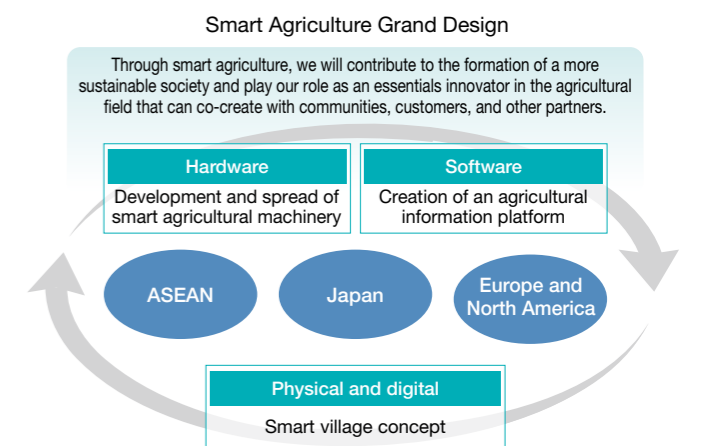 Smart Agriculture Grand Design
Through smart agriculture, we will contribute to the formation of a more
sustainable society and play our role as an essentials innovator in the agricultural
field that can co-create with communities, customers, and other partners.
Hardware
Development and spread of
smart agricultural machinery
Software
Creation of an agricultural
information platform
ASEAN
Japan
Europe and
North America
Physical and digital
Smart village concept